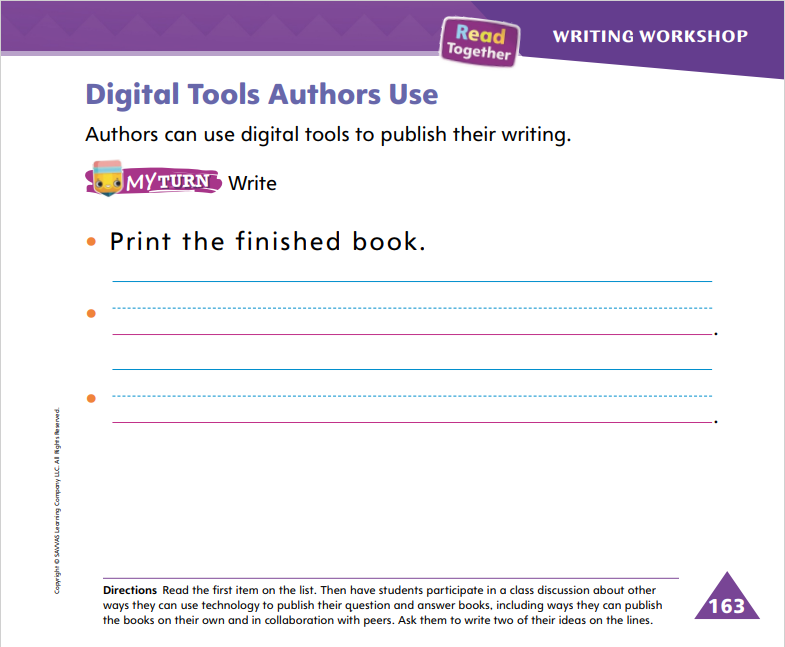 Read
Together
WRITING WORKSHOP
Digital Tools Authors Use
Authors can use digital tools to publish their writing.
MY TURN Write
• Print the finished book.
•
.
•
.
Copyright © SAVVAS Learning Company LLC. All Rights Reserved.
Directions Read the first item on the list. Then have students participate in a class discussion about other
ways they can use technology to publish their question and answer books, including ways they can publish
the books on their own and in collaboration with peers. Ask them to write two of their ideas on the lines.
163